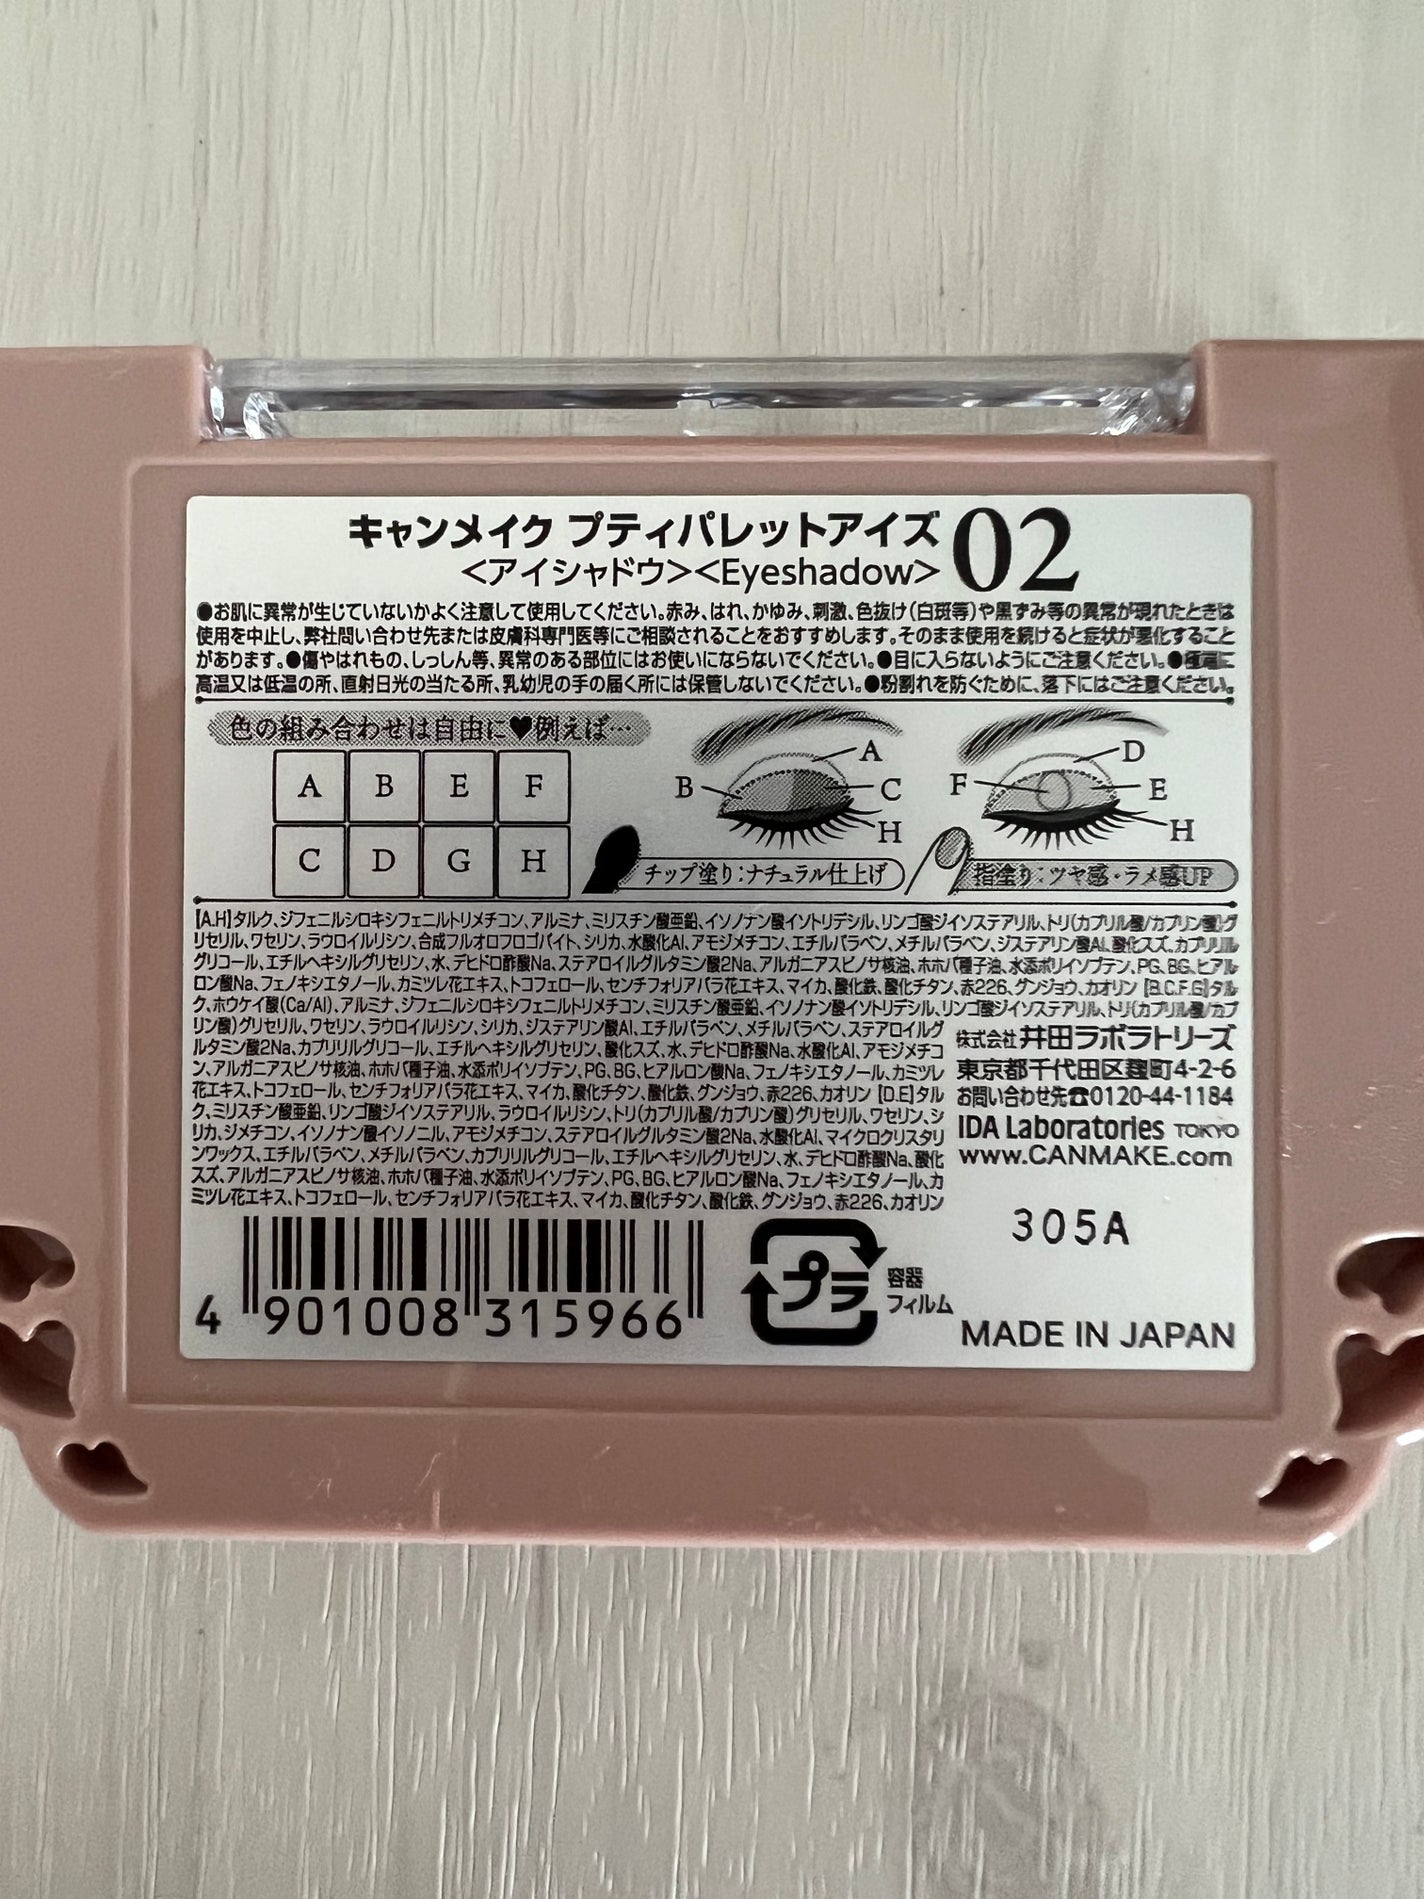 キャンメイク プティパレットアイズ 02
<アイシャドウ><Eyeshadow>
●お肌に異常が生じていないかよく注意して使用してください。赤み、はれ、かゆみ、刺激、色抜け(白斑等)や黒ずみ等の異常が現れたときは
使用を中止し、弊社問い合わせ先または皮膚科専門医等にご相談されることをおすすめします。そのまま使用を続けると症状が悪化すること
があります。●傷やはれもの、しっしん等、異常のある部位にはお使いにならないでください。●目に入らないようにご注意ください。●極端に
高温又は低温の所、直射日光の当たる所、乳幼児の手の届く所には保管しないでください。●粉割れを防ぐために、落下にはご注意ください。
色の組み合わせは自由に♥例えば…
A B E F
C D G H
A
B
C
H
チップ塗り:ナチュラル仕上げ
D
F
E
H
指塗り:ツヤ感・ラメ感UP
[A.H]タルク、ジフェニルシロキシフェニルトリメチコン、アルミナ、ミリスチン酸亜鉛、イソノナン酸イソトリデシル、リンゴ酸ジイソステアリル、トリ(カプリル酸/カプリン酸)グ
リセリル、ワセリン、ラウロイルリシン、合成フルオロフロゴパイト、シリカ、水酸化Al、アモジメチコン、エチルパラベン、メチルパラベン、ジステアリン酸Al、酸化スズ、カプリリル
グリコール、エチルヘキシルグリセリン、水、デヒドロ酢酸Na、ステアロイルグルタミン酸2Na、アルガニアスピノサ核油、ホホバ種子油、水添ポリイソブテン、PG、BG、ヒアル
ロン酸Na、フェノキシエタノール、カミツレ花エキス、トコフェロール、センチフォリアバラ花エキス、マイカ、酸化鉄、酸化チタン、赤226、グンジョウ、カオリン [B.C.F.G]タル
ク、ホウケイ酸(Ca/Al)、アルミナ、ジフェニルシロキシフェニルトリメチコン、ミリスチン酸亜鉛、イソノナン酸イソトリデシル、リンゴ酸ジイソステアリル、トリ(カプリル酸/カプ
リン酸)グリセリル、ワセリン、ラウロイルリシン、シリカ、ジステアリン酸Al、エチルパラベン、メチルパラベン、ステアロイルグ
ルタミン酸2Na、カプリリルグリコール、エチルヘキシルグリセリン、酸化スズ、水、デヒドロ酢酸Na、水酸化Al、アモジメチコ
ン、アルガニアスピノサ核油、ホホバ種子油、水添ポリイソブテン、PG、BG、ヒアルロン酸Na、フェノキシエタノール、カミツレ
花エキス、トコフェロール、センチフォリアバラ花エキス、マイカ、酸化チタン、酸化鉄、グンジョウ、赤226、カオリン [D.E]タル
ク、ミリスチン酸亜鉛、リンゴ酸ジイソステアリル、ラウロイルリシン、トリ(カプリル酸/カプリン酸)グリセリル、ワセリン、シ
リカ、ジメチコン、イソノナン酸イソノニル、アモジメチコン、ステアロイルグルタミン酸2Na、水酸化Al、マイクロクリスタリ
ンワックス、エチルパラベン、メチルパラベン、カプリリルグリコール、エチルヘキシルグリセリン、水、デヒドロ酢酸Na、酸化
スズ、アルガニアスピノサ核油、ホホバ種子油、水添ポリイソブテン、PG、BG、ヒアルロン酸Na、フェノキシエタノール、カ
ミツレ花エキス、トコフェロール、センチフォリアバラ花エキス、マイカ、酸化チタン、酸化鉄、グンジョウ、赤226、カオリン
株式会社 井田ラボラトリーズ
東京都千代田区麹町4-2-6
お問い合わせ先☎0120-44-1184
IDA Laboratories TOKYO
www.CANMAKE.com
305A
4 901008 315966
プラ
容器
フィルム
MADE IN JAPAN